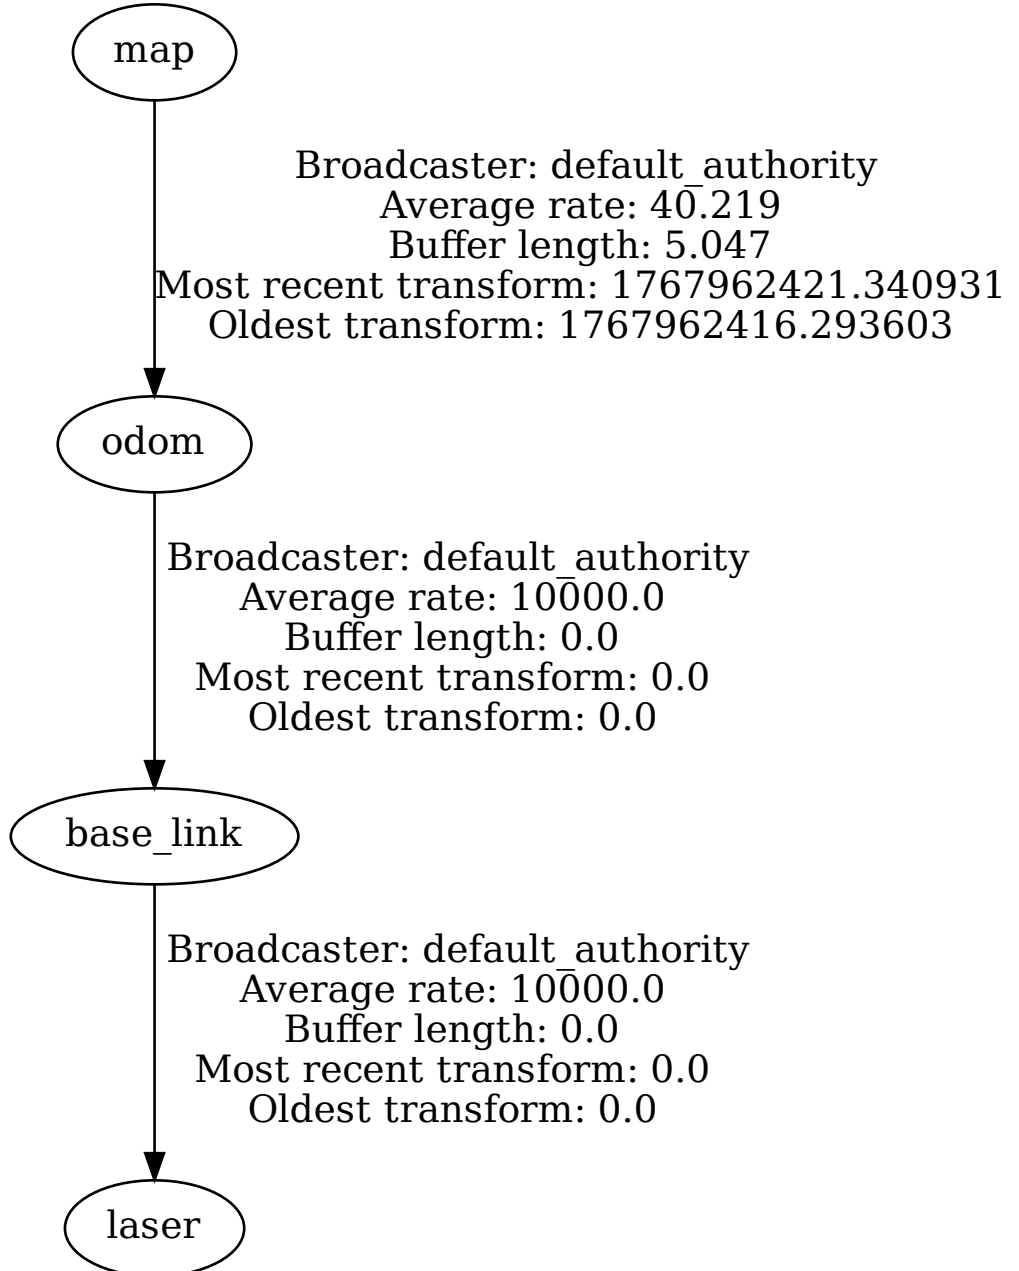 map
Broadcaster: default_authority
Average rate: 40.219
Buffer length: 5.047
Most recent transform: 1767962421.340931
Oldest transform: 1767962416.293603
odom
Broadcaster: default_authority
Average rate: 10000.0
Buffer length: 0.0
Most recent transform: 0.0
Oldest transform: 0.0
base_link
Broadcaster: default_authority
Average rate: 10000.0
Buffer length: 0.0
Most recent transform: 0.0
Oldest transform: 0.0
laser